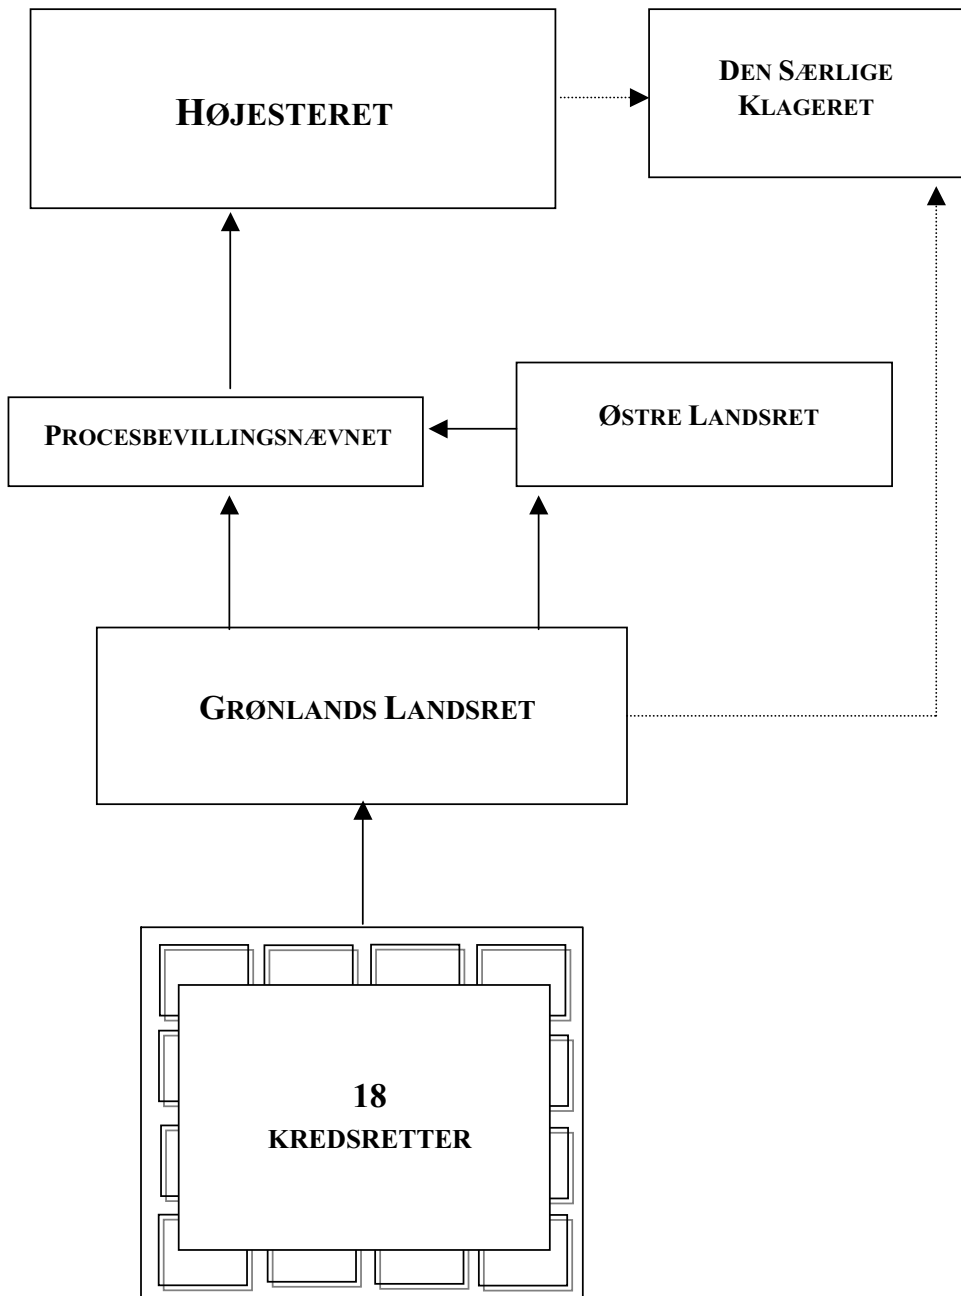 HØJESTERET
DEN SÆRLIGE
KLAGERET
ØSTRE LANDSRET
PROCESBEVILLINGSNÆVNET
GRØNLANDS LANDSRET
18
KREDSRETTER